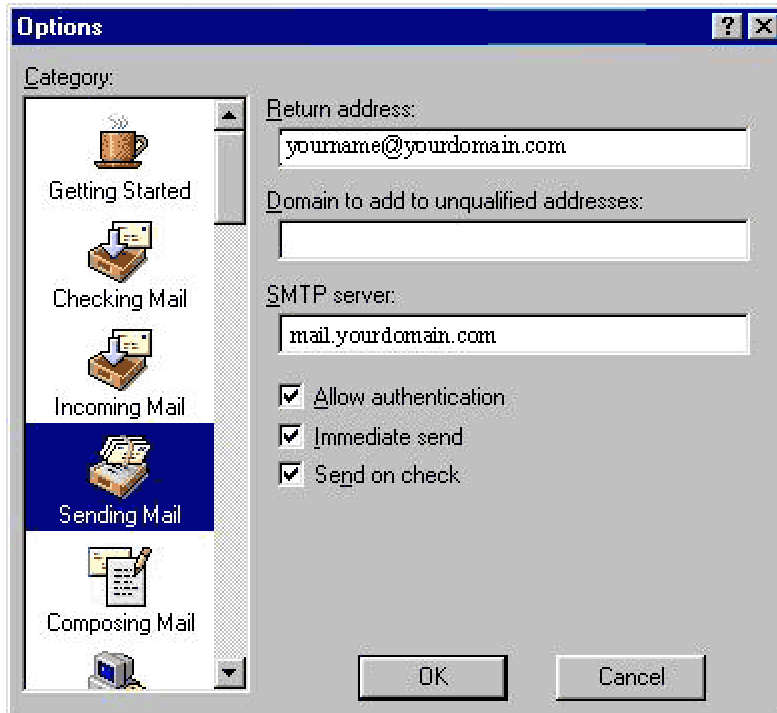 Options
Category:
Getting Started
Checking Mail
Incoming Mail
Sending Mail
Composing Mail
Return address:
yourname@yourdomain.com
Domain to add to unqualified addresses:
SMTP server:
mail.yourdomain.com
Allow authentication
Immediate send
Send on check
OK
Cancel